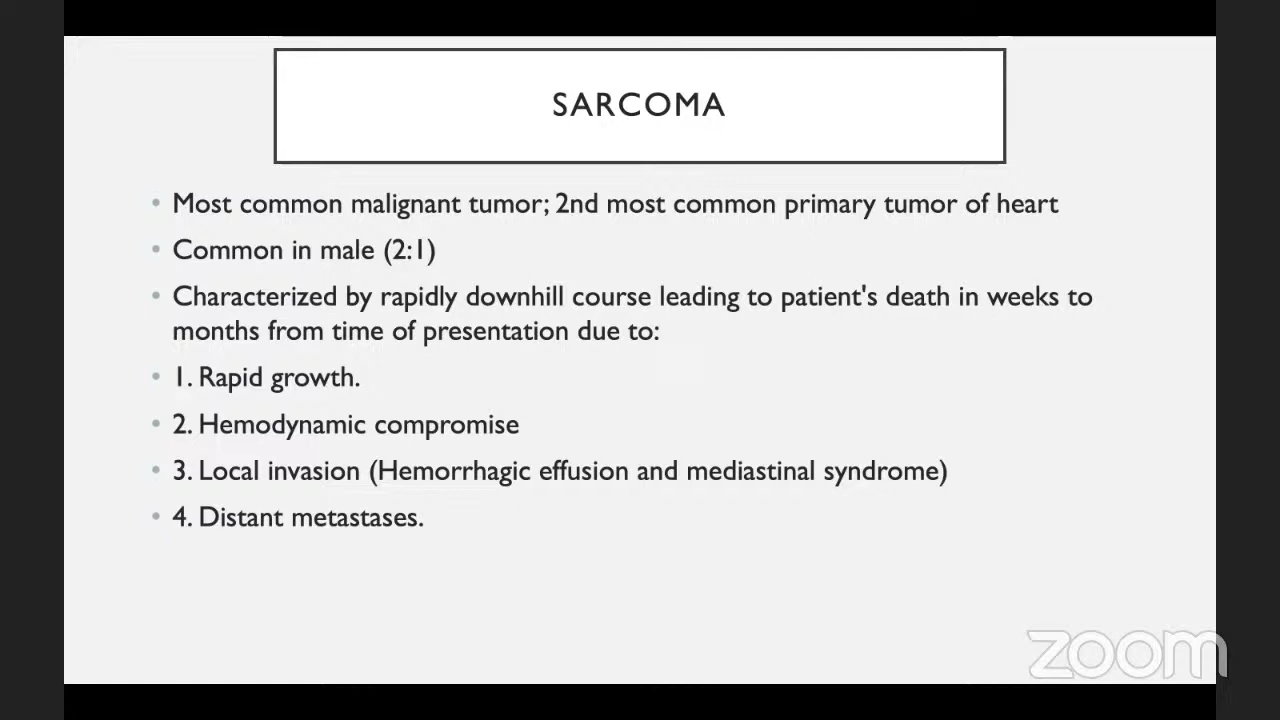 SARCOMA
• Most common malignant tumor; 2nd most common primary tumor of heart
• Common in male (2:1)
• Characterized by rapidly downhill course leading to patient's death in weeks to
months from time of presentation due to:
• 1. Rapid growth.
• 2. Hemodynamic compromise
• 3. Local invasion (Hemorrhagic effusion and mediastinal syndrome)
• 4. Distant metastases.
zoom